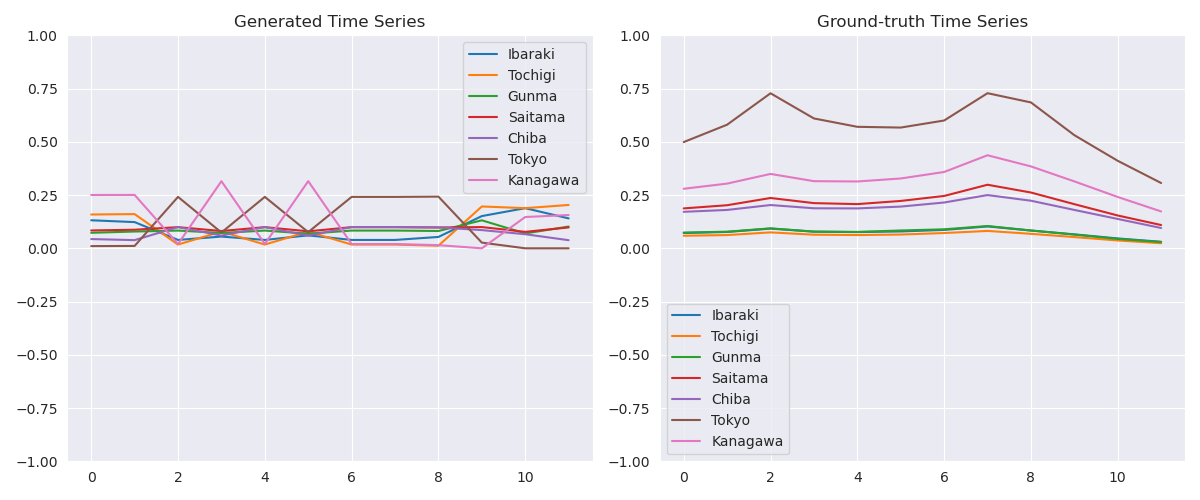 Generated Time Series
1.00
0.75
0.50
0.25
0.00
−0.25
−0.50
−0.75
−1.00
0 2 4 6 8 10
Ibaraki
Tochigi
Gunma
Saitama
Chiba
Tokyo
Kanagawa
Ground-truth Time Series
1.00
0.75
0.50
0.25
0.00
−0.25
−0.50
−0.75
−1.00
0 2 4 6 8 10
Ibaraki
Tochigi
Gunma
Saitama
Chiba
Tokyo
Kanagawa